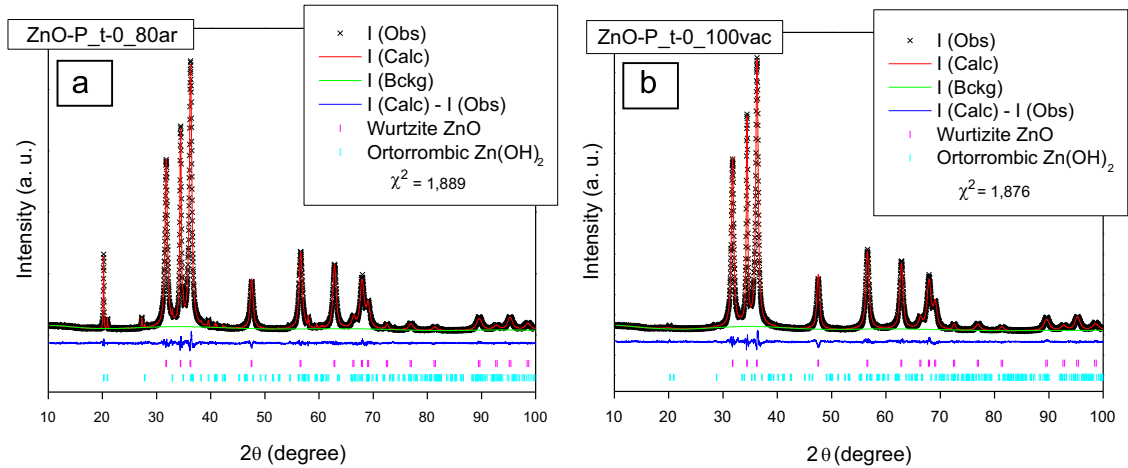 ZnO-P_t-0_80ar
a
I (Obs)
I (Calc)
I (Bckg)
I (Calc) - I (Obs)
Wurtzite ZnO
Ortorrombic Zn(OH)₂
χ² = 1,889
Intensity (a. u.)
10 20 30 40 50 60 70 80 90 100
2θ (degree)
ZnO-P_t-0_100vac
b
I (Obs)
I (Calc)
I (Bckg)
I (Calc) - I (Obs)
Wurtizite ZnO
Ortorrombic Zn(OH)₂
χ² = 1,876
Intensity (a. u.)
10 20 30 40 50 60 70 80 90 100
2θ (degree)